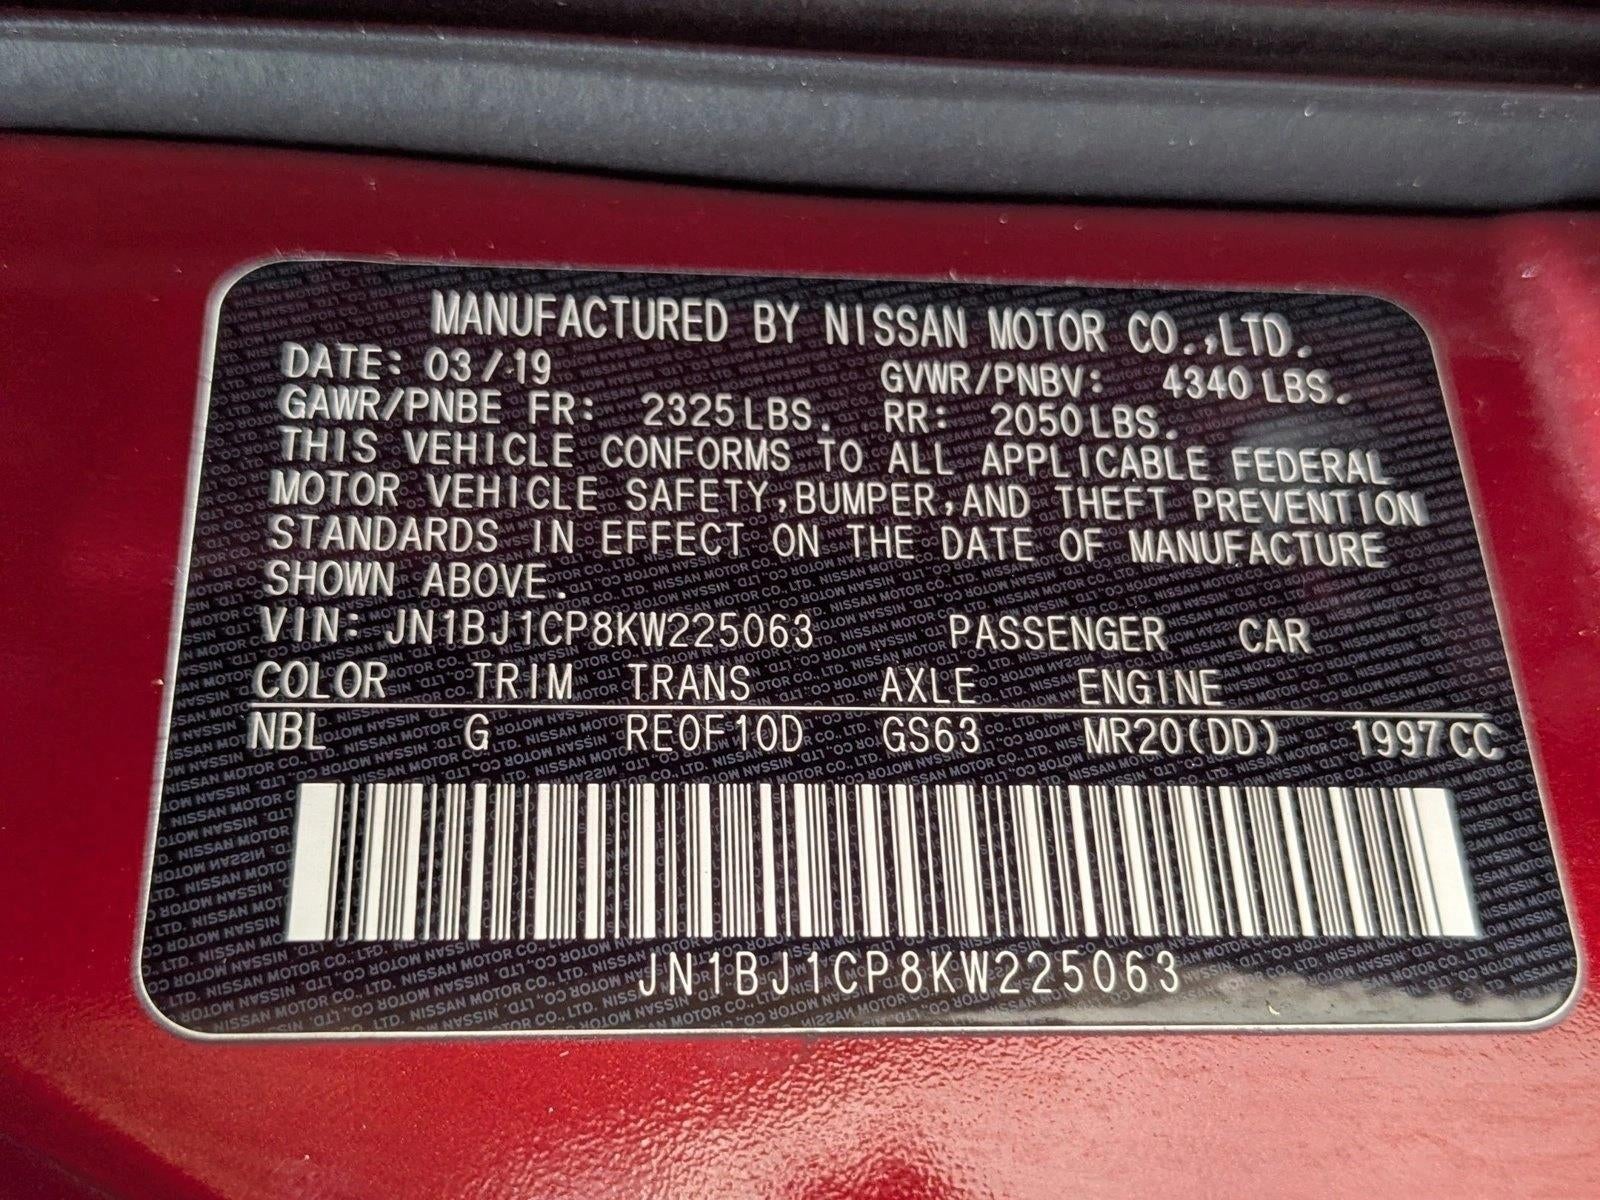 MANUFACTURED BY NISSAN MOTOR CO.,LTD.
DATE: 03/19 GVWR/PNBV: 4340 LBS.
GAWR/PNBE FR: 2325LBS. RR: 2050LBS.
THIS VEHICLE CONFORMS TO ALL APPLICABLE FEDERAL
MOTOR VEHICLE SAFETY,BUMPER,AND THEFT PREVENTION
STANDARDS IN EFFECT ON THE DATE OF MANUFACTURE
SHOWN ABOVE.
VIN: JN1BJ1CP8KW225063 PASSENGER CAR
COLOR TRIM TRANS AXLE ENGINE
NBL G RE0F10D GS63 MR20(DD) 1997CC
JN1BJ1CP8KW225063